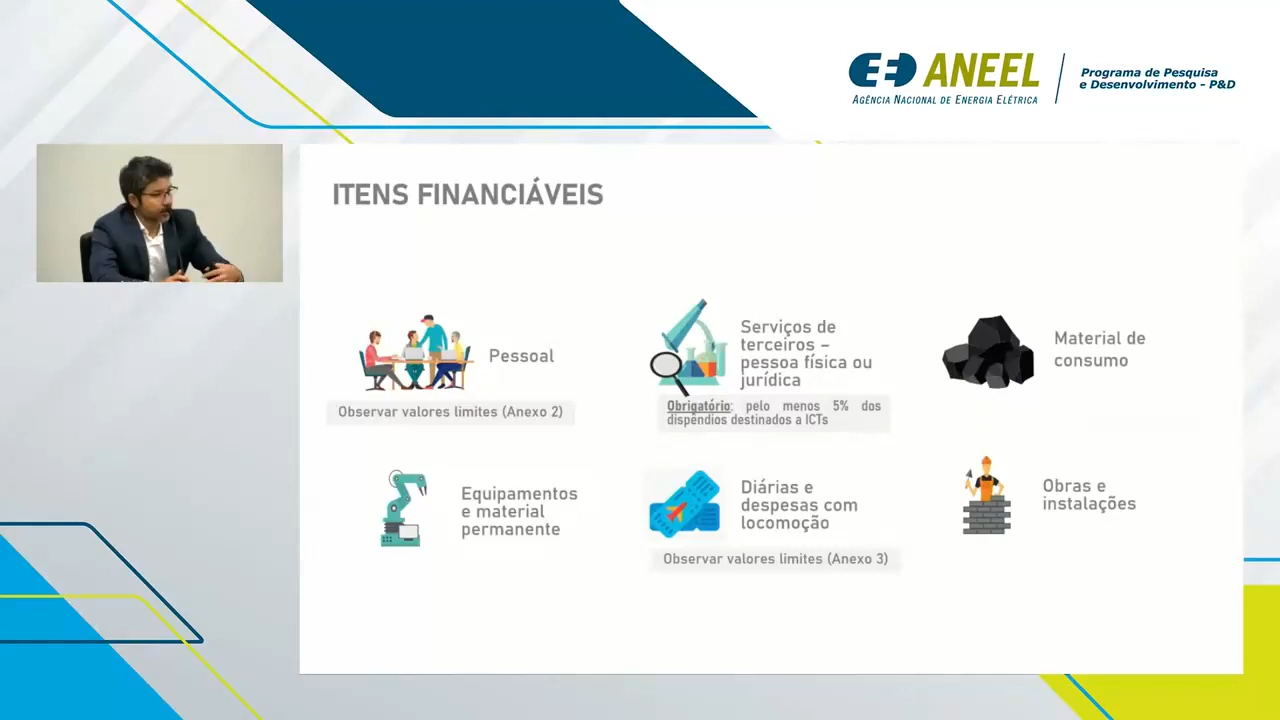 ANEEL
AGÊNCIA NACIONAL DE ENERGIA ELÉTRICA
Programa de Pesquisa
e Desenvolvimento - P&D
ITENS FINANCIÁVEIS
Pessoal
Observar valores limites (Anexo 2)
Serviços de
terceiros –
pessoa física ou
jurídica
Obrigatório: pelo menos 5% dos
dispêndios destinados a ICTs
Material de
consumo
Equipamentos
e material
permanente
Diárias e
despesas com
locomoção
Observar valores limites (Anexo 3)
Obras e
instalações